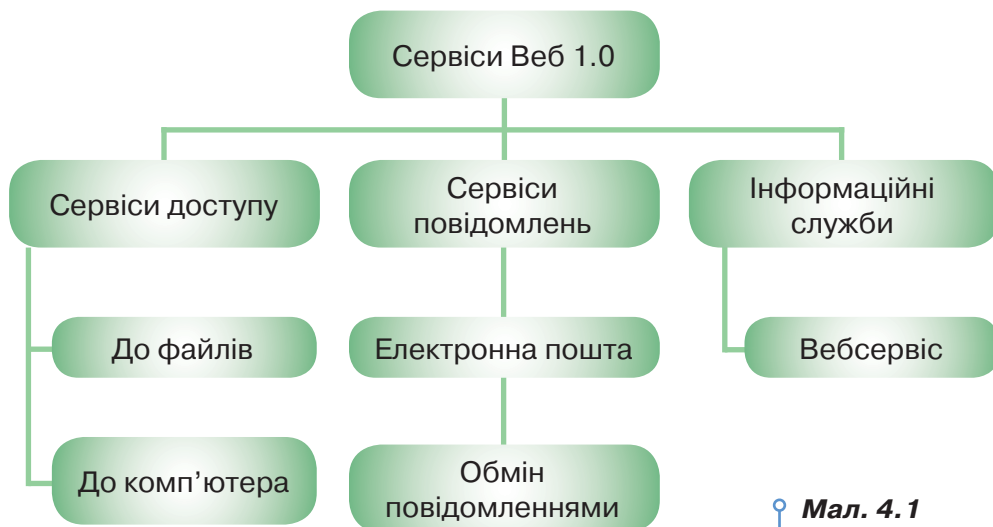 Сервіси Веб 1.0
Сервіси доступу
Сервіси
повідомлень
Інформаційні
служби
До файлів
Електронна пошта
Вебсервіс
До комп’ютера
Обмін
повідомленнями
Мал. 4.1